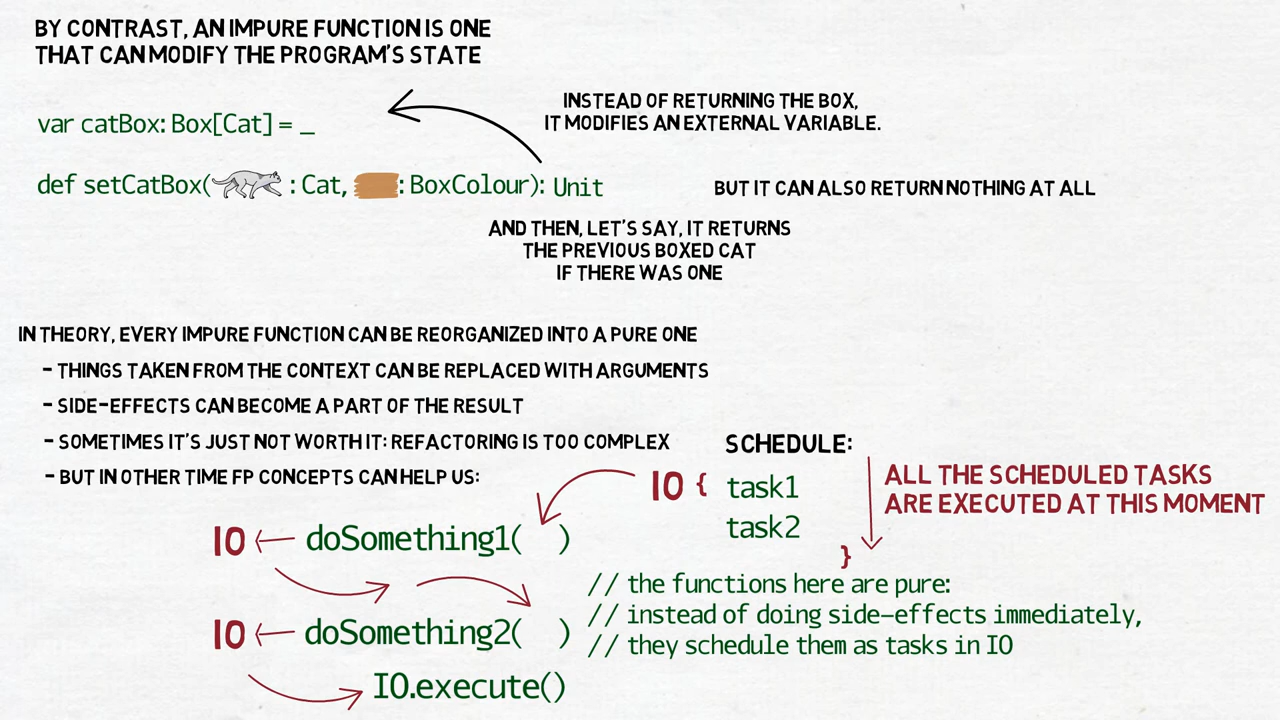 BY CONTRAST, AN IMPURE FUNCTION IS ONE
THAT CAN MODIFY THE PROGRAM'S STATE
INSTEAD OF RETURNING THE BOX,
IT MODIFIES AN EXTERNAL VARIABLE.
var catBox: Box[Cat] = _
def setCatBox( : Cat, : BoxColour): Unit
BUT IT CAN ALSO RETURN NOTHING AT ALL
AND THEN, LET'S SAY, IT RETURNS
THE PREVIOUS BOXED CAT
IF THERE WAS ONE
IN THEORY, EVERY IMPURE FUNCTION CAN BE REORGANIZED INTO A PURE ONE
- THINGS TAKEN FROM THE CONTEXT CAN BE REPLACED WITH ARGUMENTS
- SIDE-EFFECTS CAN BECOME A PART OF THE RESULT
- SOMETIMES IT'S JUST NOT WORTH IT: REFACTORING IS TOO COMPLEX
- BUT IN OTHER TIME FP CONCEPTS CAN HELP US:
SCHEDULE:
IO { task1
task2
}
ALL THE SCHEDULED TASKS
ARE EXECUTED AT THIS MOMENT
IO doSomething1( )
// the functions here are pure:
// instead of doing side-effects immediately,
// they schedule them as tasks in IO
IO doSomething2( )
IO.execute()